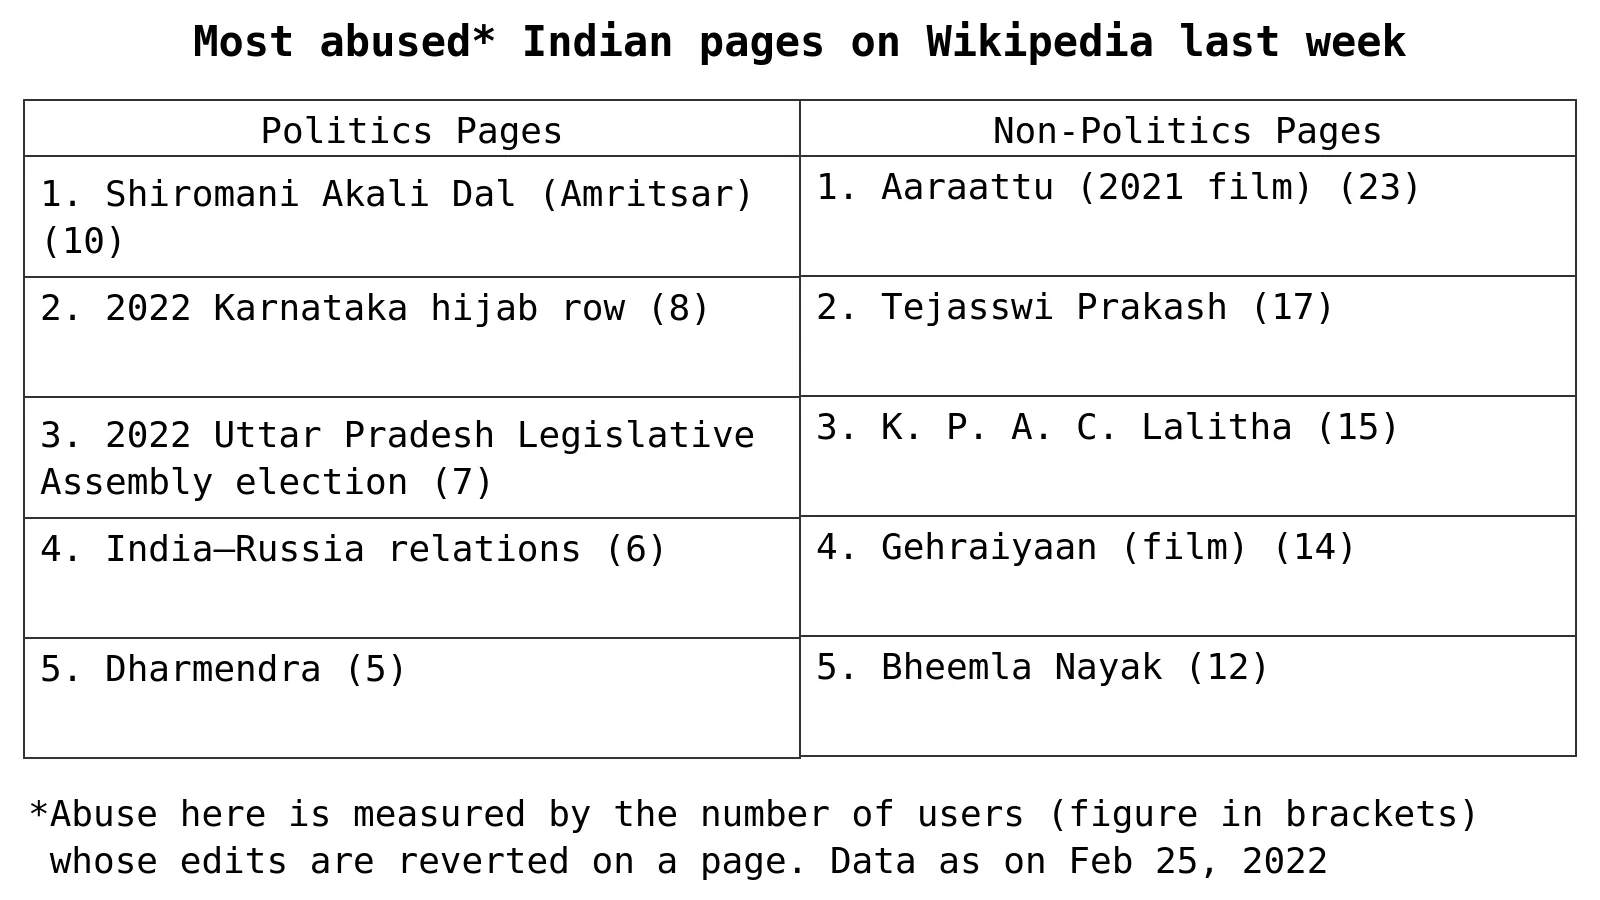 Most abused* Indian pages on Wikipedia last week
Politics Pages
Non-Politics Pages
1. Shiromani Akali Dal (Amritsar)
(10)
1. Aaraattu (2021 film) (23)
2. 2022 Karnataka hijab row (8)
2. Tejasswi Prakash (17)
3. 2022 Uttar Pradesh Legislative
Assembly election (7)
3. K. P. A. C. Lalitha (15)
4. India–Russia relations (6)
4. Gehraiyaan (film) (14)
5. Dharmendra (5)
5. Bheemla Nayak (12)
*Abuse here is measured by the number of users (figure in brackets)
whose edits are reverted on a page. Data as on Feb 25, 2022